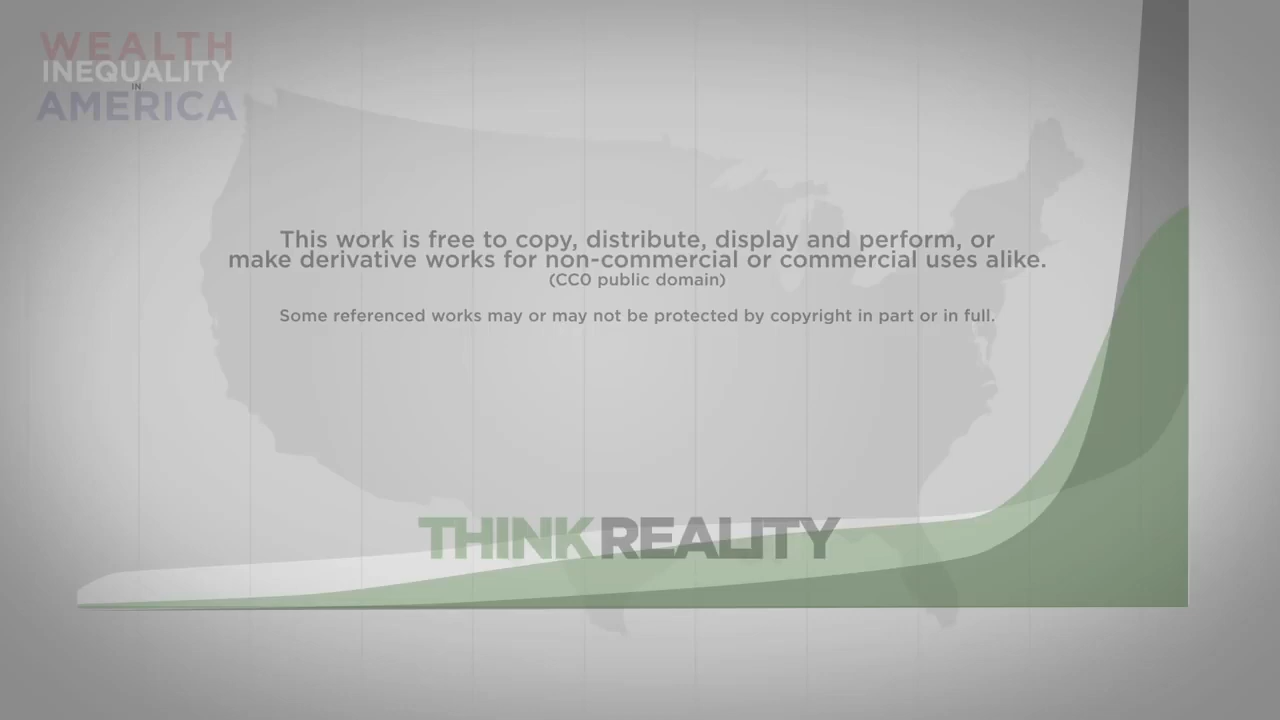 WEALTH
INEQUALITY
IN
AMERICA
This work is free to copy, distribute, display and perform, or
make derivative works for non-commercial or commercial uses alike.
(CC0 public domain)
Some referenced works may or may not be protected by copyright in part or in full.
THINKREALITY